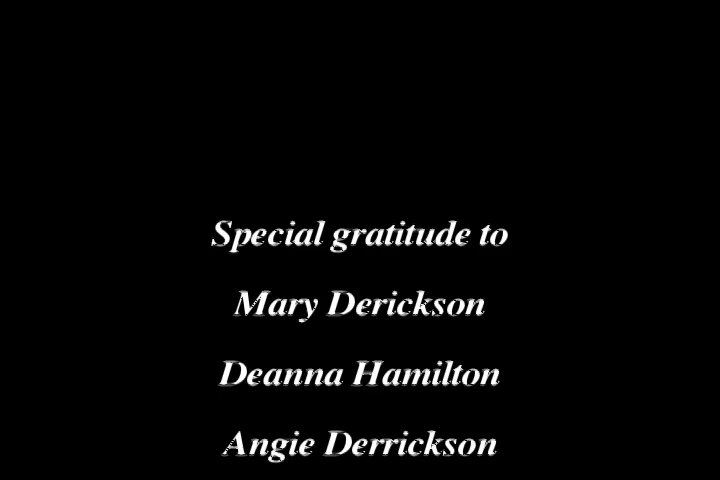 Special gratitude to
Mary Derickson
Deanna Hamilton
Angie Derrickson